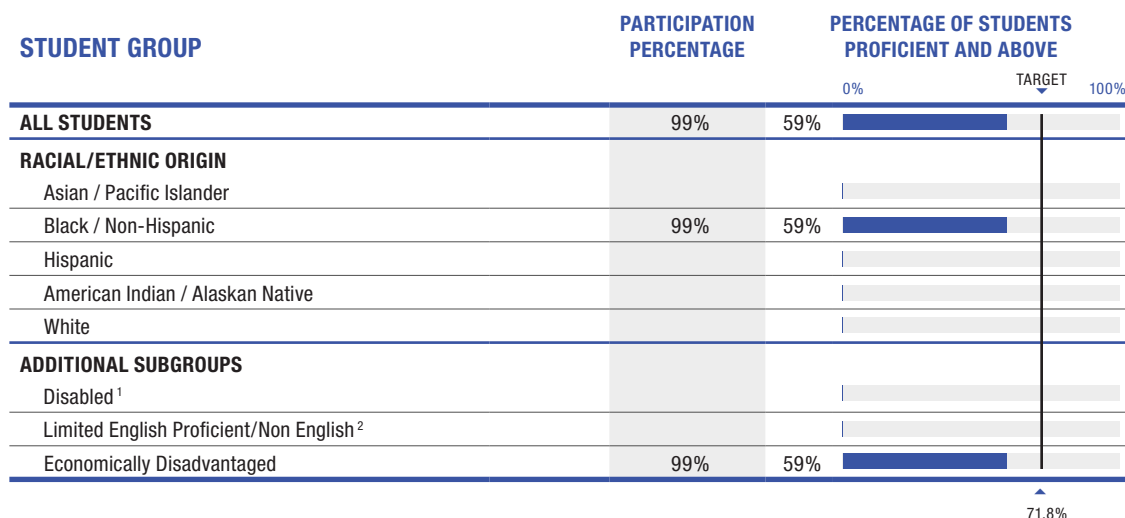 STUDENT GROUP
PARTICIPATION
PERCENTAGE
PERCENTAGE OF STUDENTS
PROFICIENT AND ABOVE
0% TARGET 100%
ALL STUDENTS 99% 59%
RACIAL/ETHNIC ORIGIN
Asian / Pacific Islander
Black / Non-Hispanic 99% 59%
Hispanic
American Indian / Alaskan Native
White
ADDITIONAL SUBGROUPS
Disabled 1
Limited English Proficient/Non English 2
Economically Disadvantaged 99% 59%
71.8%